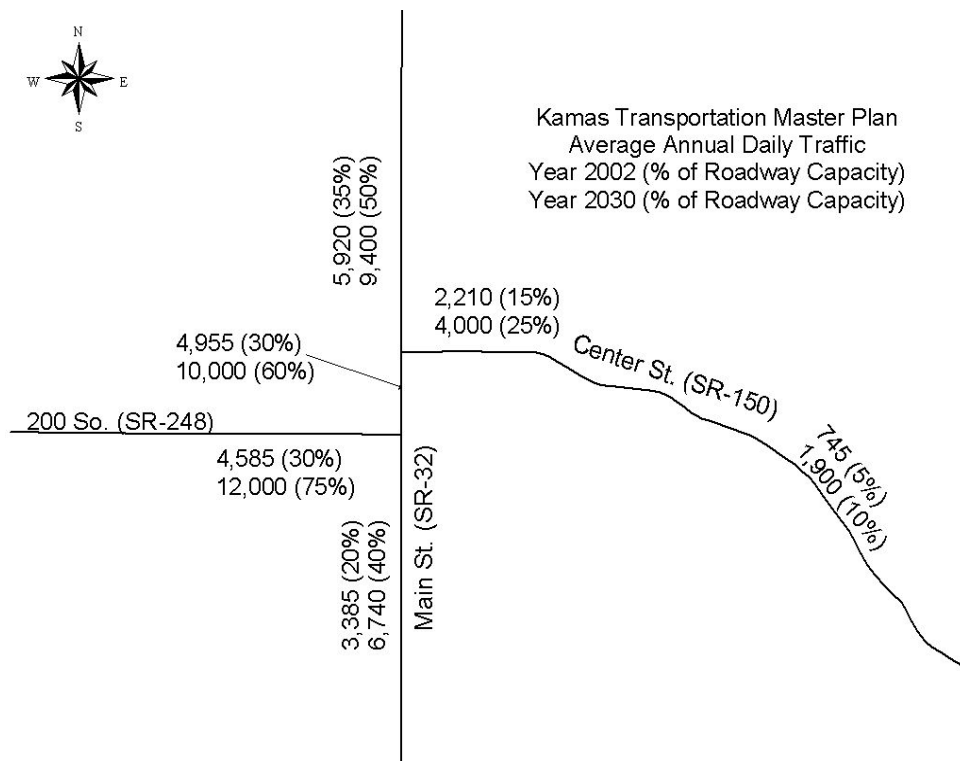 N
W E
S
Kamas Transportation Master Plan
Average Annual Daily Traffic
Year 2002 (% of Roadway Capacity)
Year 2030 (% of Roadway Capacity)
5,920 (35%)
9,400 (50%)
2,210 (15%)
4,000 (25%)
4,955 (30%)
10,000 (60%)
Center St. (SR-150)
200 So. (SR-248)
4,585 (30%)
12,000 (75%)
745 (5%)
1,900 (10%)
3,385 (20%)
6,740 (40%)
Main St. (SR-32)